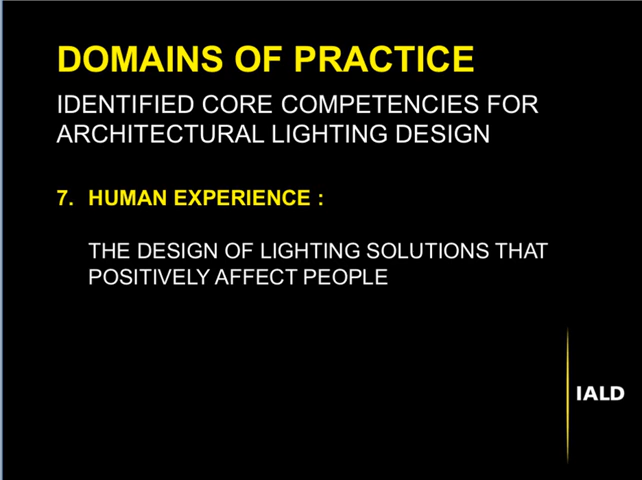 DOMAINS OF PRACTICE
IDENTIFIED CORE COMPETENCIES FOR
ARCHITECTURAL LIGHTING DESIGN
7. HUMAN EXPERIENCE :
THE DESIGN OF LIGHTING SOLUTIONS THAT
POSITIVELY AFFECT PEOPLE
IALD